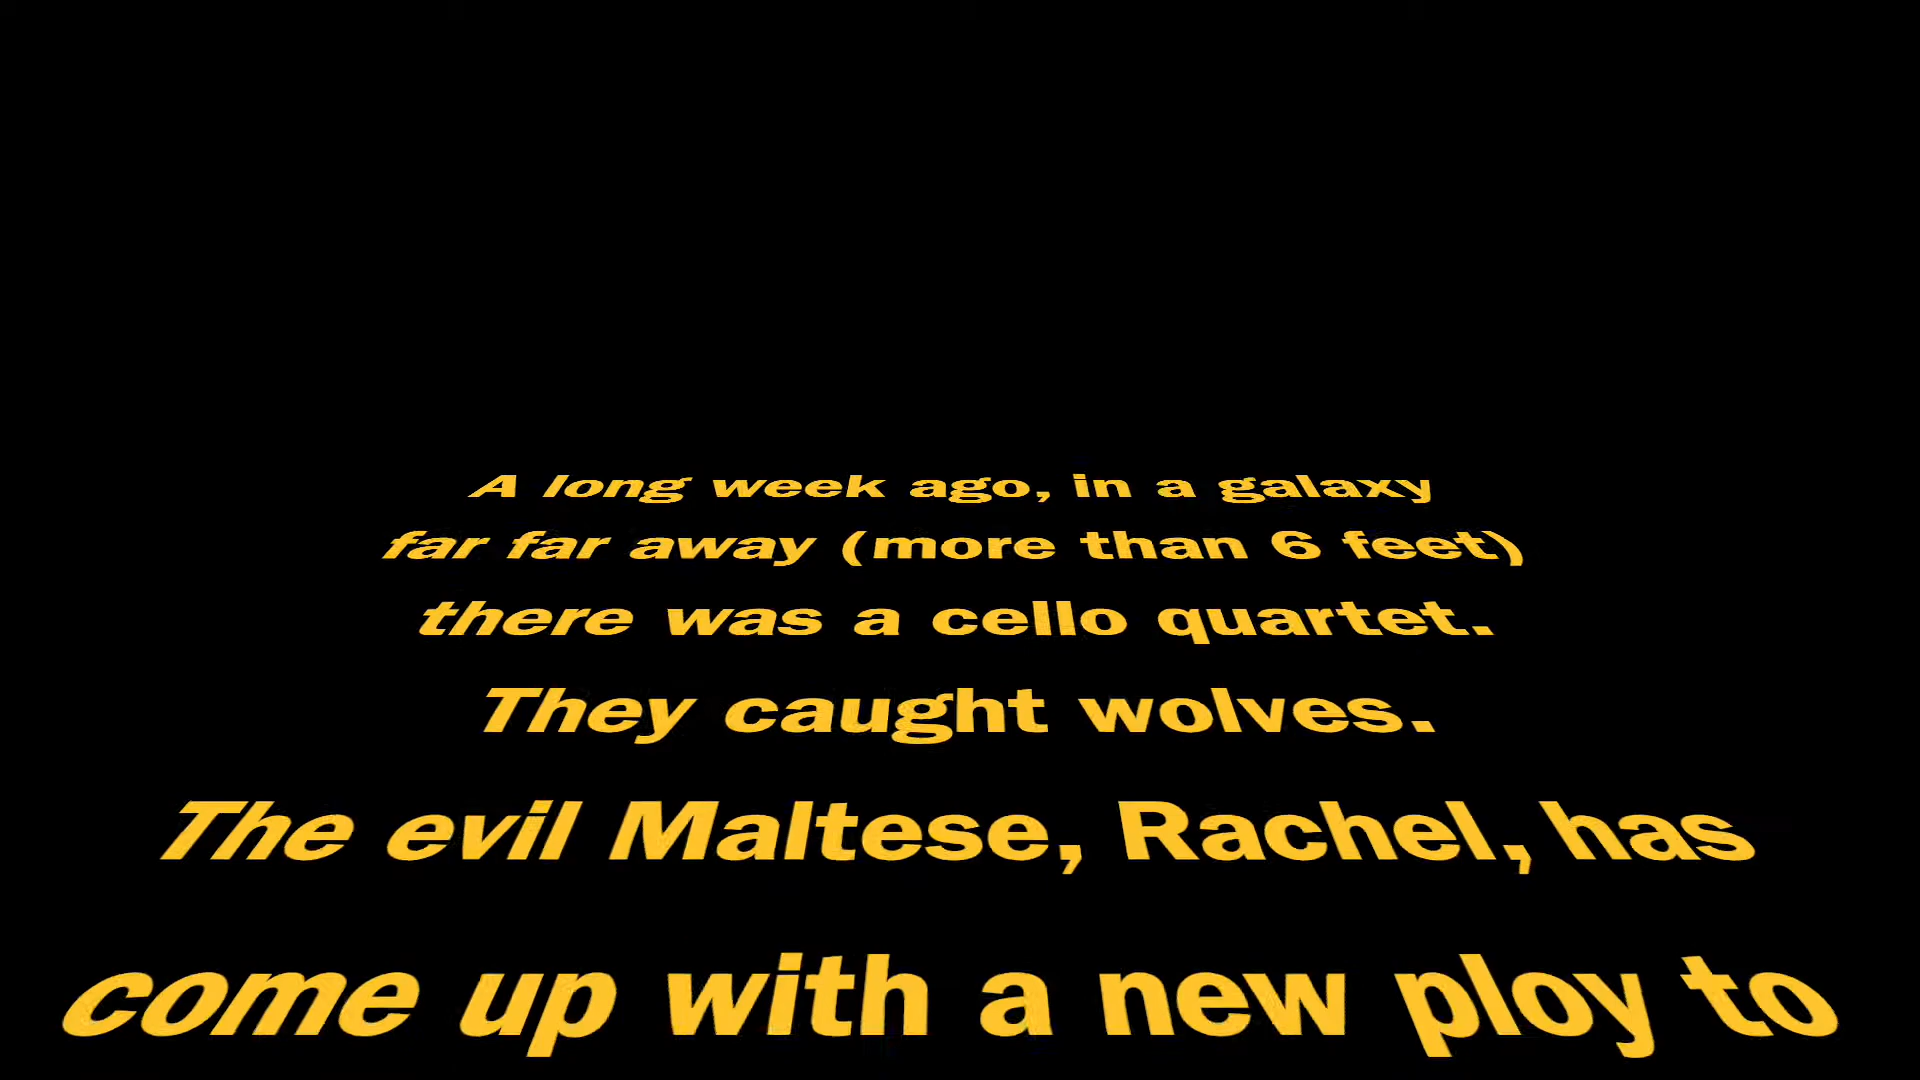 A long week ago, in a galaxy
far far away (more than 6 feet)
there was a cello quartet.
They caught wolves.
The evil Maltese, Rachel, has
come up with a new ploy to